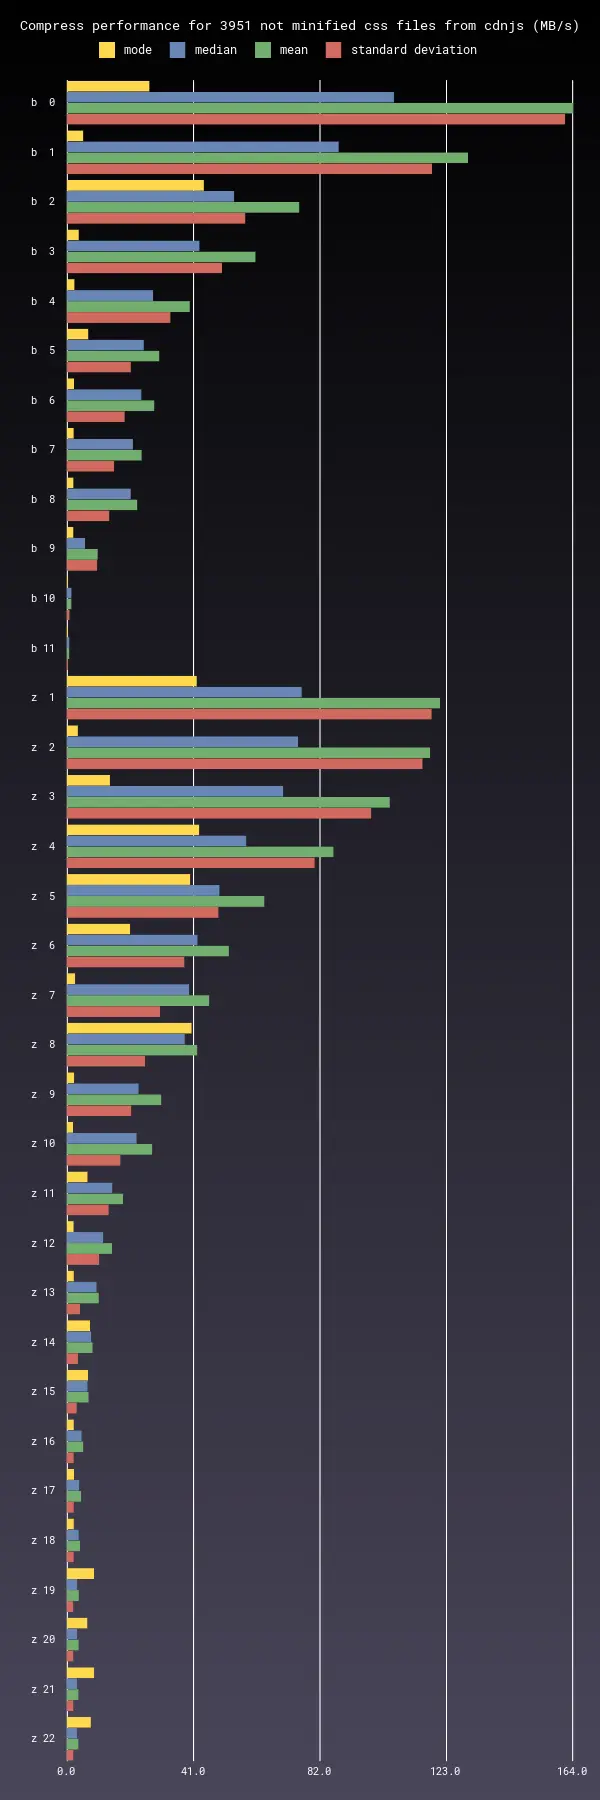 Compress performance for 3951 not minified css files from cdnjs (MB/s)
mode median mean standard deviation
b 0
b 1
b 2
b 3
b 4
b 5
b 6
b 7
b 8
b 9
b 10
b 11
z 1
z 2
z 3
z 4
z 5
z 6
z 7
z 8
z 9
z 10
z 11
z 12
z 13
z 14
z 15
z 16
z 17
z 18
z 19
z 20
z 21
z 22
0.0 41.0 82.0 123.0 164.0